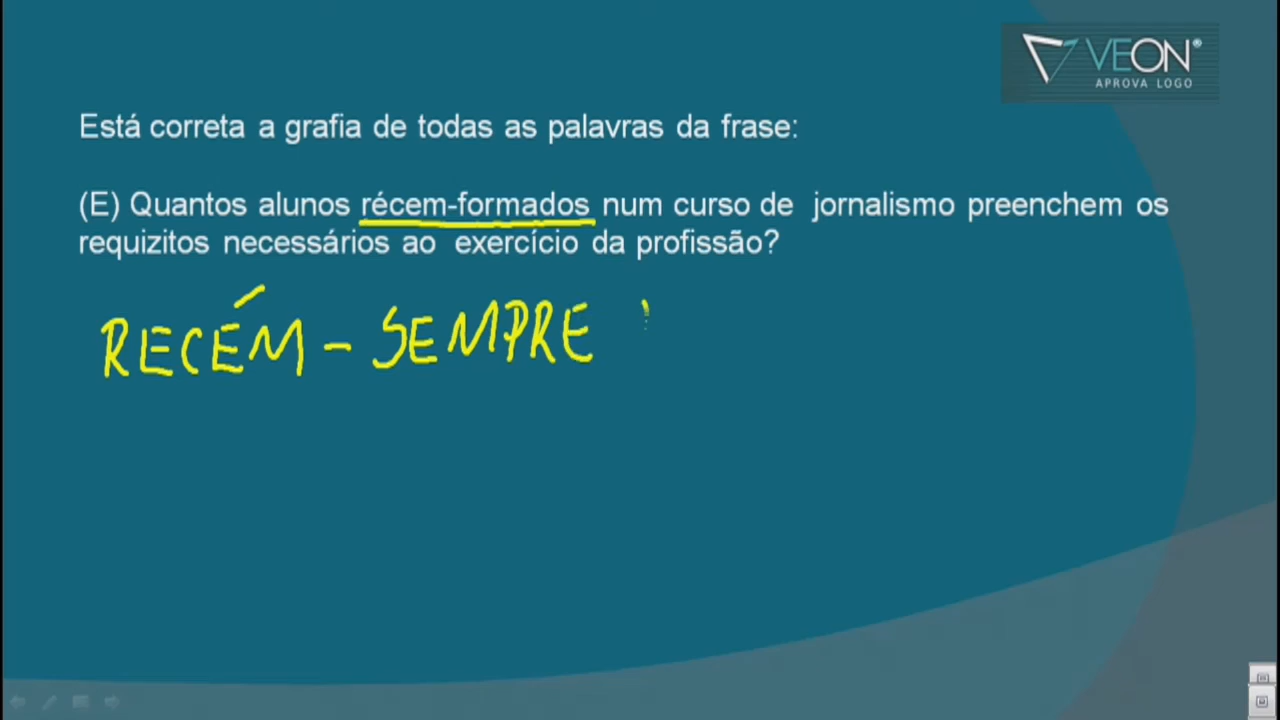 VEON®
APROVA LOGO
Está correta a grafia de todas as palavras da frase:
(E) Quantos alunos récem-formados num curso de jornalismo preenchem os
requizitos necessários ao exercício da profissão?
RECÉM - SEMPRE